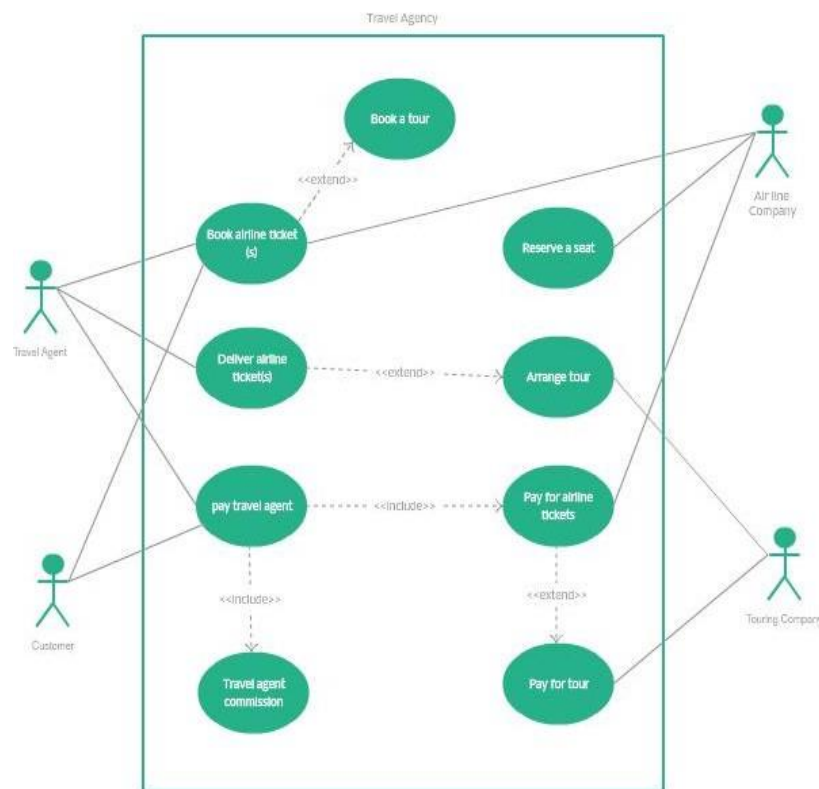 Travel Agency
Book a tour
<<extend>>
Air line
Company
Book airline ticket
(s)
Reserve a seat
Travel Agent
Deliver airline
ticket(s)
<<extend>>
Arrange tour
pay travel agent
<<include>>
Pay for airline
tickets
<<include>>
<<extend>>
Customer
Touring Company
Travel agent
commission
Pay for tour